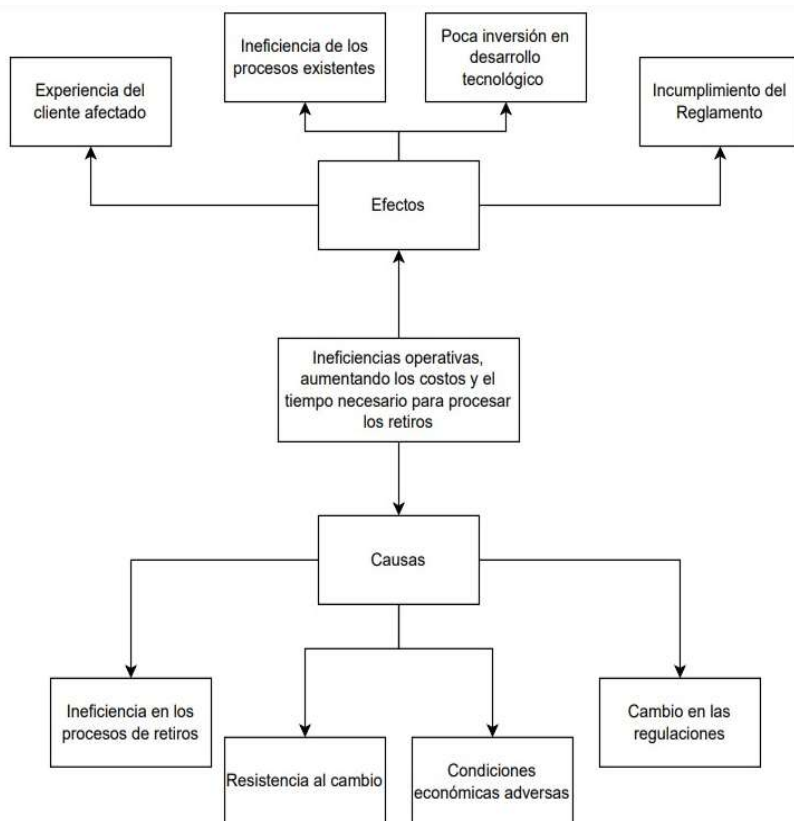 Ineficiencia de los
procesos existentes
Poca inversión en
desarrollo
tecnológico
Experiencia del
cliente afectado
Incumplimiento del
Reglamento
Efectos
Ineficiencias operativas,
aumentando los costos y el
tiempo necesario para procesar
los retiros
Causas
Ineficiencia en los
procesos de retiros
Resistencia al cambio
Condiciones
económicas adversas
Cambio en las
regulaciones